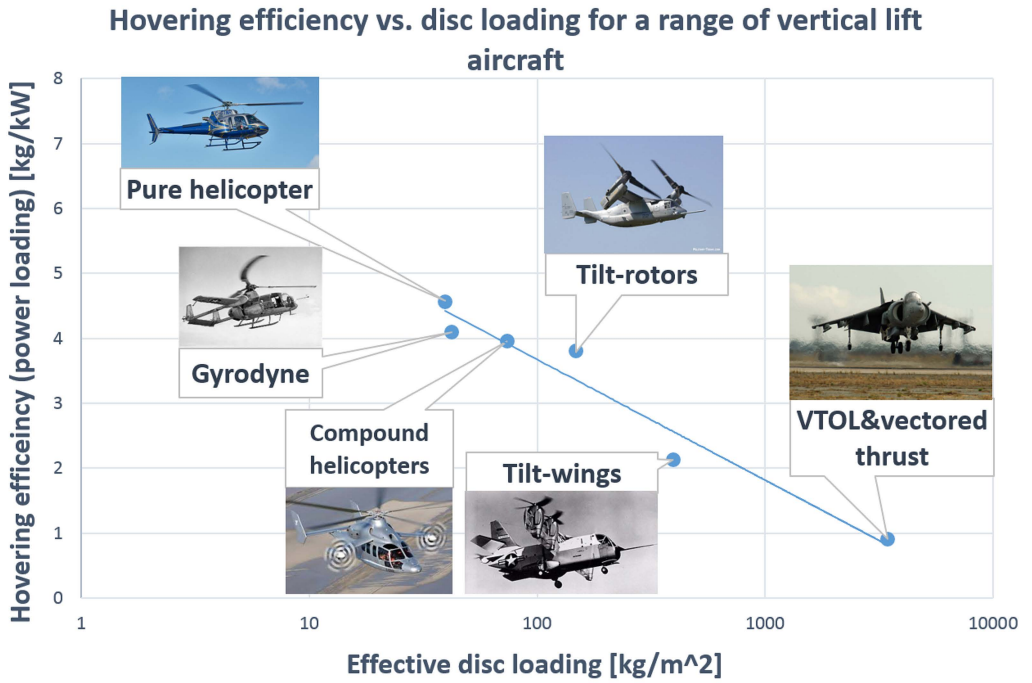 Hovering efficiency vs. disc loading for a range of vertical lift
aircraft
Hovering efficeincy (power loading) [kg/kW]
8
7
6
5
4
3
2
1
0
Pure helicopter
Gyrodyne
Compound
helicopters
Tilt-wings
Tilt-rotors
VTOL&vectored
thrust
1
10
100
1000
10000
Effective disc loading [kg/m^2]